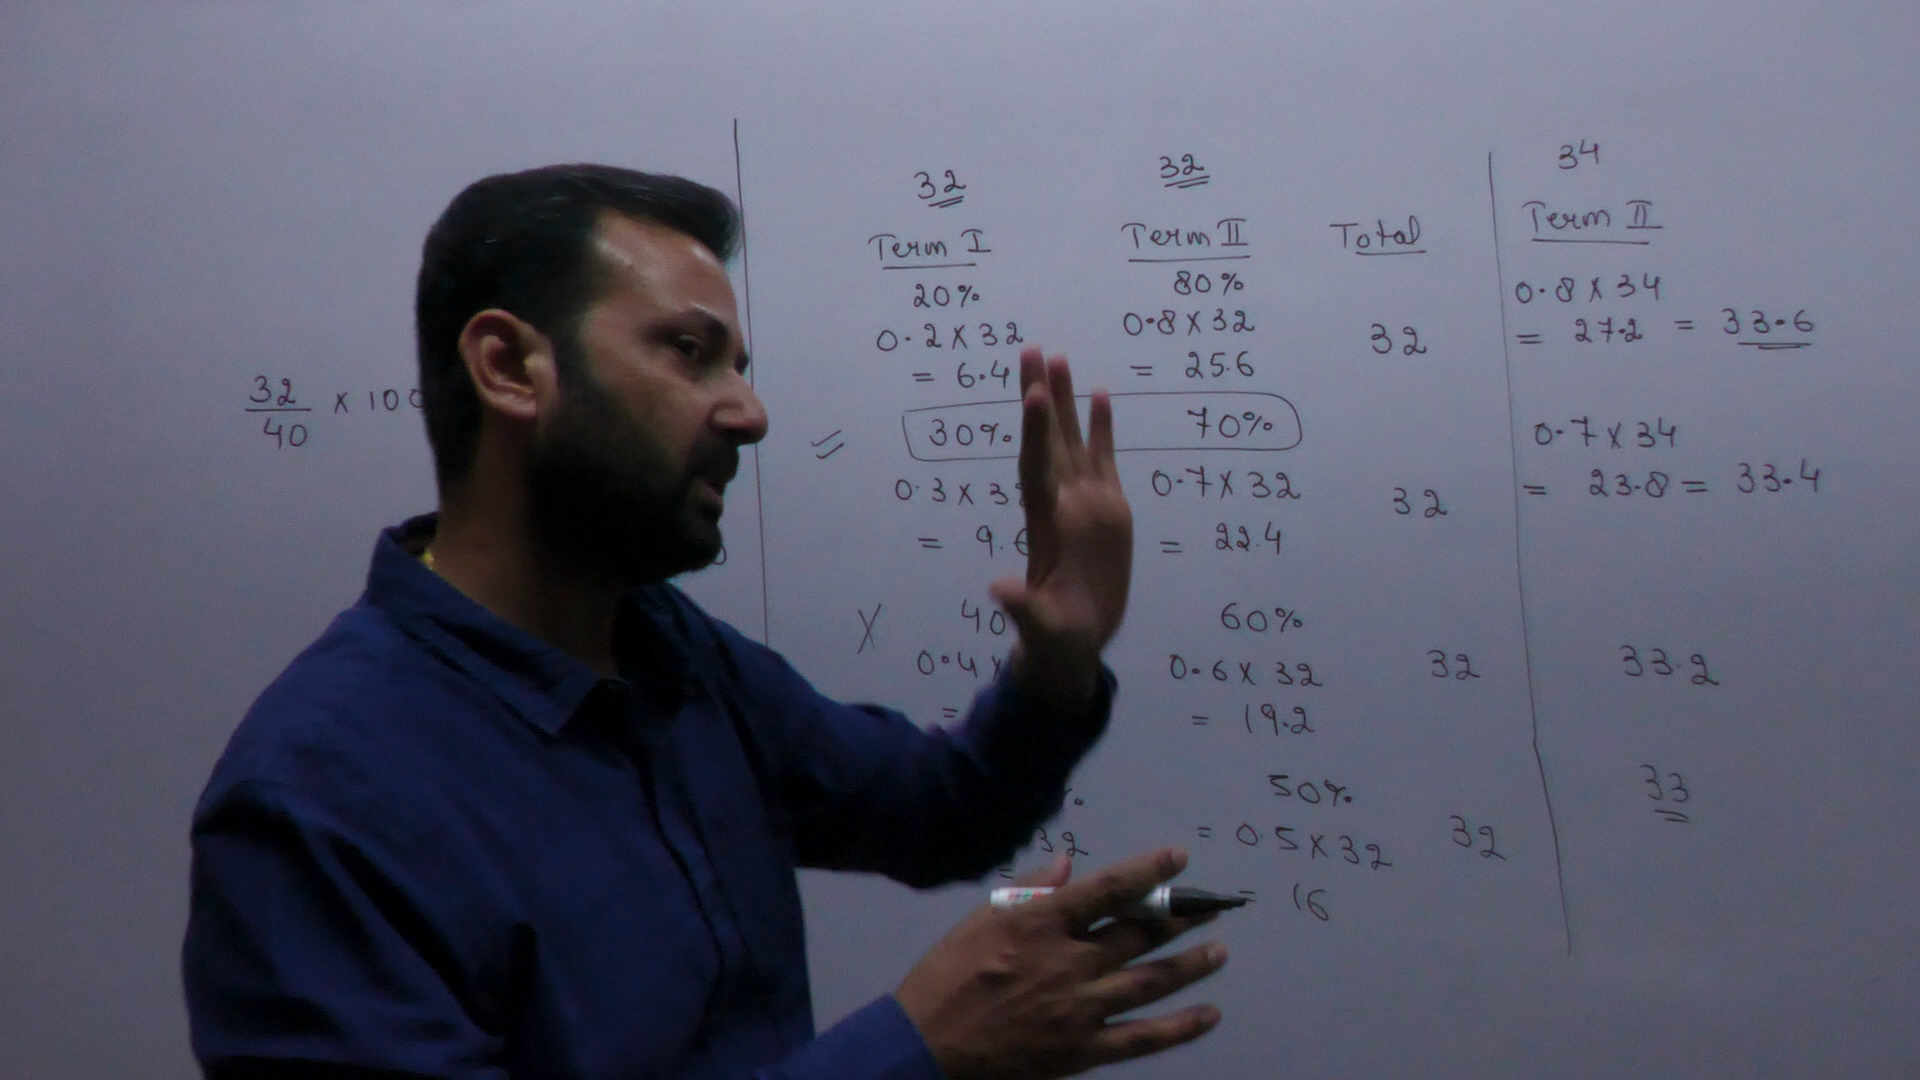 32/40 x 100
32 32 34
Term I Term II Total Term II
20% 80% 0.8 x 34
0.2 x 32 0.8 x 32 32 = 27.2 = 33.6
= 6.4 = 25.6
= 30% 70% 0.7 x 34
0.3 x 0.7 x 32 32 = 23.8 = 33.4
= 9. = 22.4
X 40 60%
0.4 x 0.6 x 32 32 33.2
= = 19.2
50% 33
32 = 0.5 x 32 32
= = 16